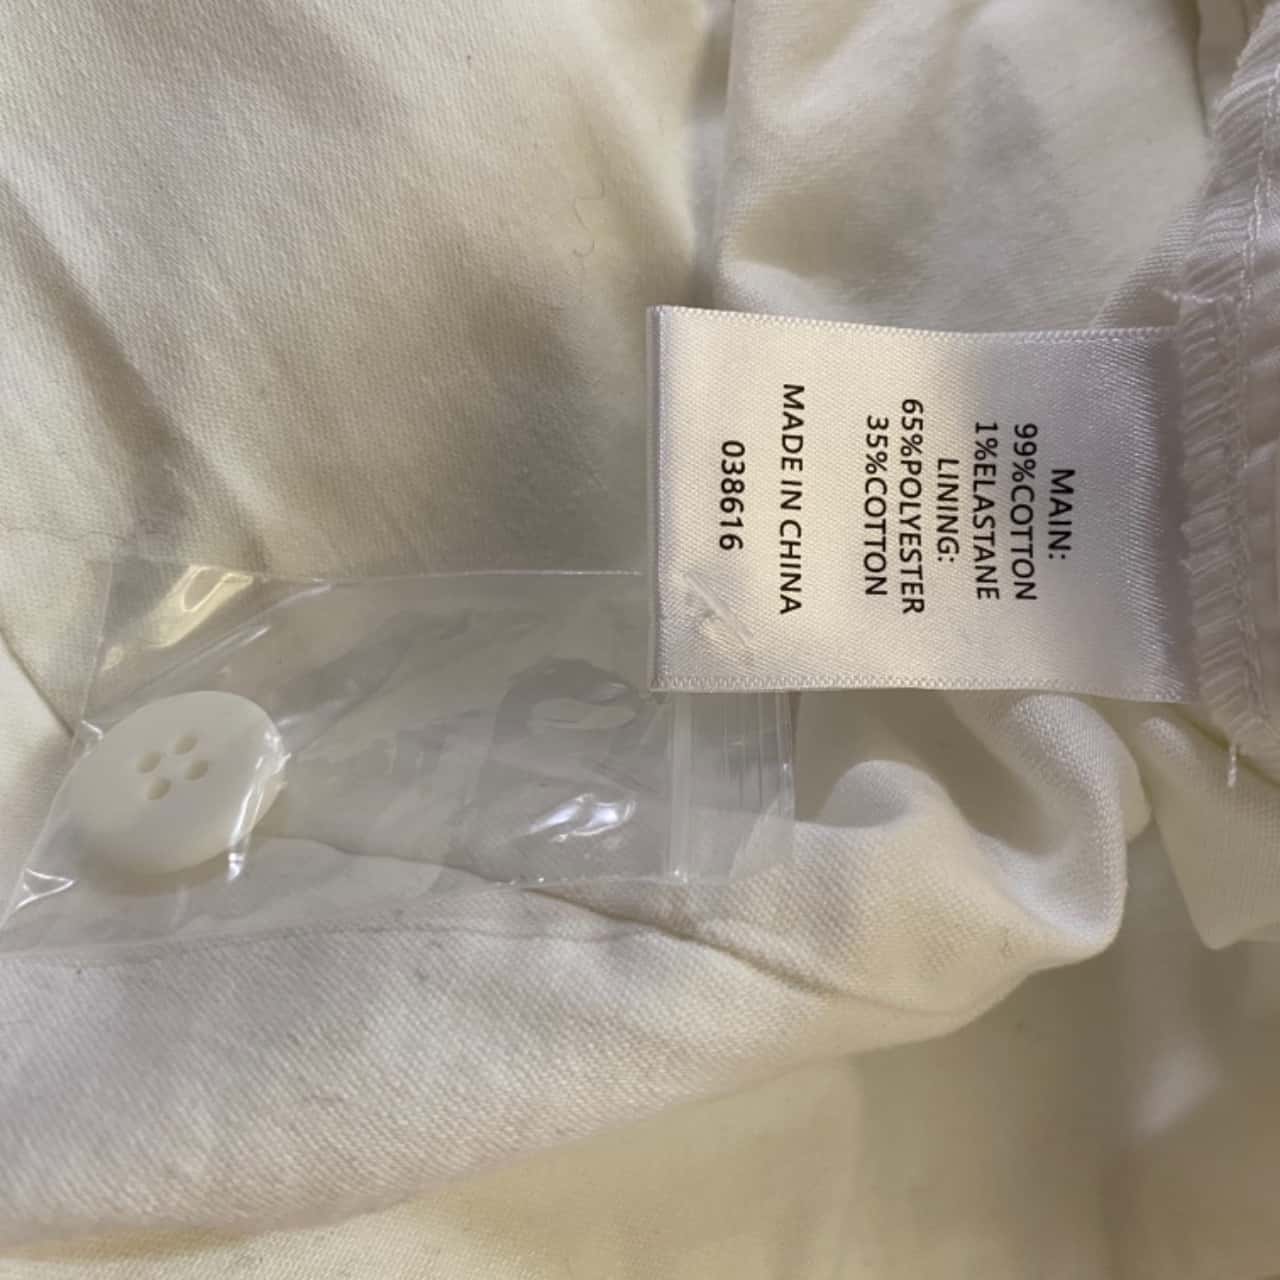 MAIN:
99%COTTON
1%ELASTANE
LINING:
65%POLYESTER
35%COTTON
MADE IN CHINA
038616